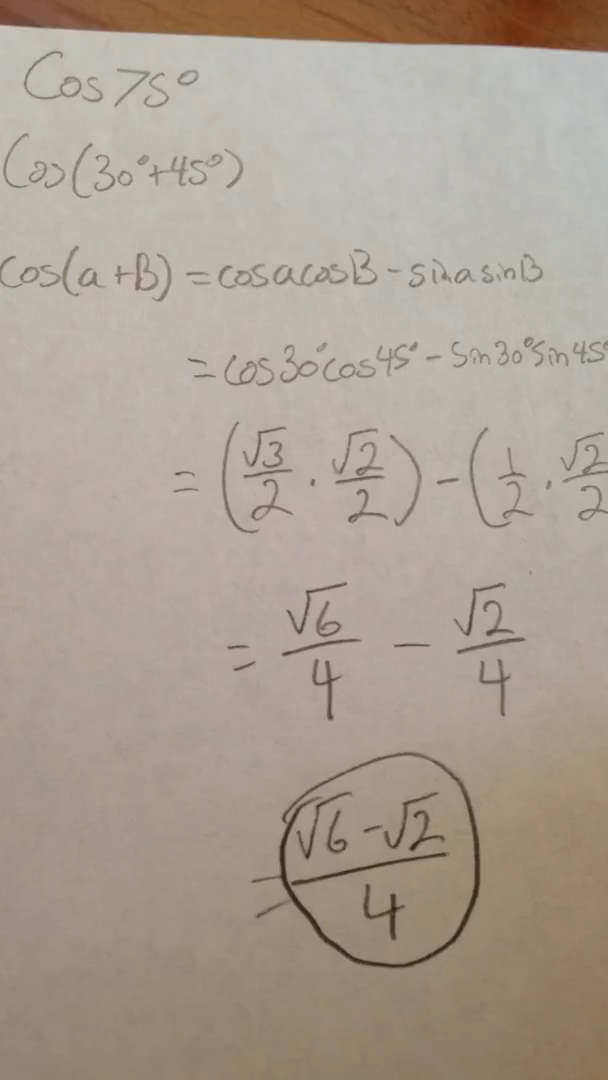 Cos 75°
Cos(30°+45°)
cos(a+B) = cosacosB - sinasinB
= cos30°cos45° - sin30°sin45°
= (√3/2 · √2/2) - (1/2 · √2/2
= √6/4 - √2/4
= (√6-√2)/4